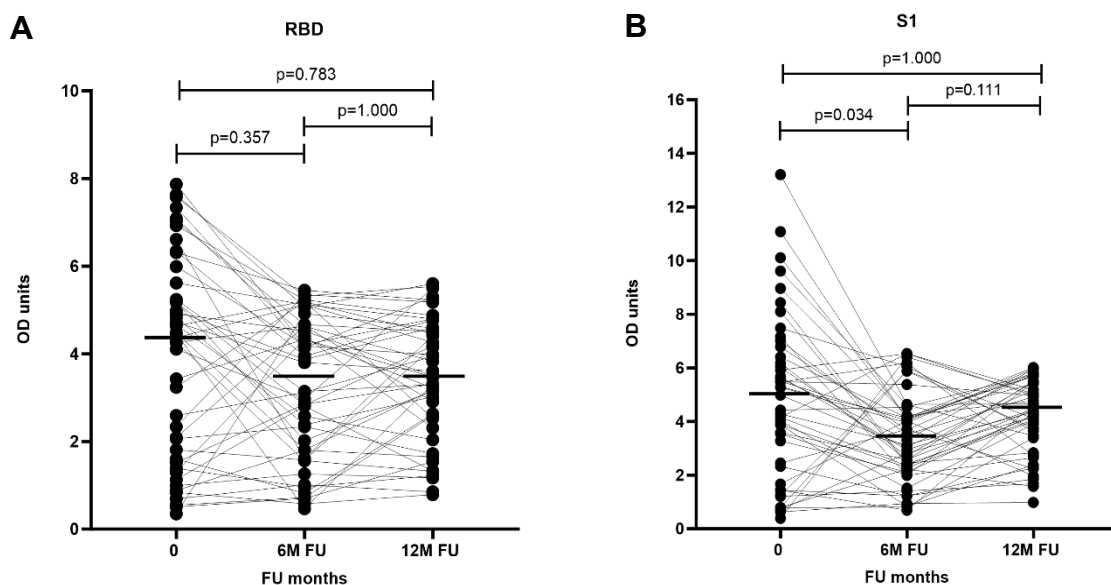 A
RBD
p=0.783
p=1.000
p=0.357
10
8
6
4
2
0
OD units
0 6M FU 12M FU
FU months
B
S1
p=1.000
p=0.111
p=0.034
16
14
12
10
8
6
4
2
0
OD units
0 6M FU 12M FU
FU months